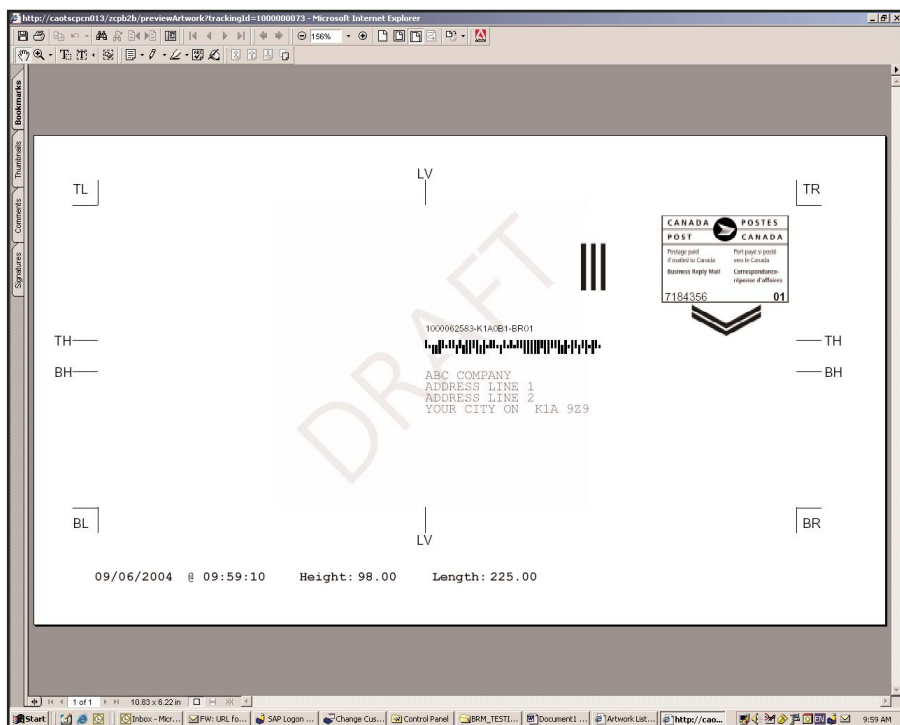 http://caotscpcn013/zcpb2b/previewArtwork?trackingId=1000000073 - Microsoft Internet Explorer
156%
Bookmarks
Thumbnails
Comments
Signatures
TL
LV
TR
CANADA POSTES
POST CANADA
Postage paid
if mailed to Canada
Port payé si posté
vers le Canada
Business Reply Mail
Correspondance-
réponse d'affaires
7184356 01
DRAFT
1000062583-K1A0B1-BR01
TH TH
BH BH
ABC COMPANY
ADDRESS LINE 1
ADDRESS LINE 2
YOUR CITY ON K1A 9Z9
BL
LV
BR
09/06/2004 @ 09:59:10 Height: 98.00 Length: 225.00
1 of 1 10.63 x 6.22 in
Start Inbox - Micr... FW: URL fo... SAP Logon ... Change Cus... Control Panel BRM_TESTI... Document1 ... Artwork List... http://cao... EN 9:59 AM